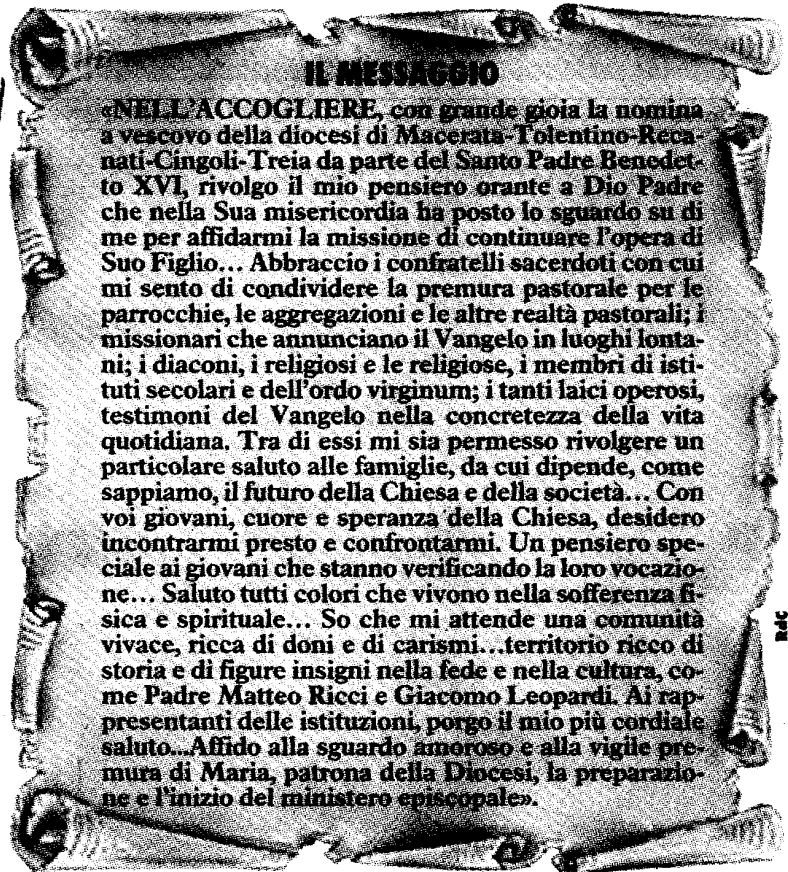 IL MESSAGGIO
«NELL'ACCOGLIERE, con grande gioia la nomina
a vescovo della diocesi di Macerata-Tolentino-Reca-
nati-Cingoli-Treia da parte del Santo Padre Benedet-
to XVI, rivolgo il mio pensiero orante a Dio Padre
che nella Sua misericordia ha posto lo sguardo su di
me per affidarmi la missione di continuare l'opera di
Suo Figlio... Abbraccio i confratelli sacerdoti con cui
mi sento di condividere la premura pastorale per le
parrocchie, le aggregazioni e le altre realtà pastorali; i
missionari che annunciano il Vangelo in luoghi lonta-
ni; i diaconi, i religiosi e le religiose, i membri di isti-
tuti secolari e dell'ordo virginum; i tanti laici operosi,
testimoni del Vangelo nella concretezza della vita
quotidiana. Tra di essi mi sia permesso rivolgere un
particolare saluto alle famiglie, da cui dipende, come
sappiamo, il futuro della Chiesa e della società... Con
voi giovani, cuore e speranza della Chiesa, desidero
incontrarmi presto e confrontarmi. Un pensiero spe-
ciale ai giovani che stanno verificando la loro vocazio-
ne... Saluto tutti colori che vivono nella sofferenza fi-
sica e spirituale... So che mi attende una comunità
vivace, ricca di doni e di carismi...territorio ricco di
storia e di figure insigni nella fede e nella cultura, co-
me Padre Matteo Ricci e Giacomo Leopardi. Ai rap-
presentanti delle istituzioni, porgo il mio più cordiale
saluto...Affido alla sguardo amoroso e alla vigile pre-
mura di Maria, patrona della Diocesi, la preparazio-
ne e l'inizio del ministero episcopale».
RdC